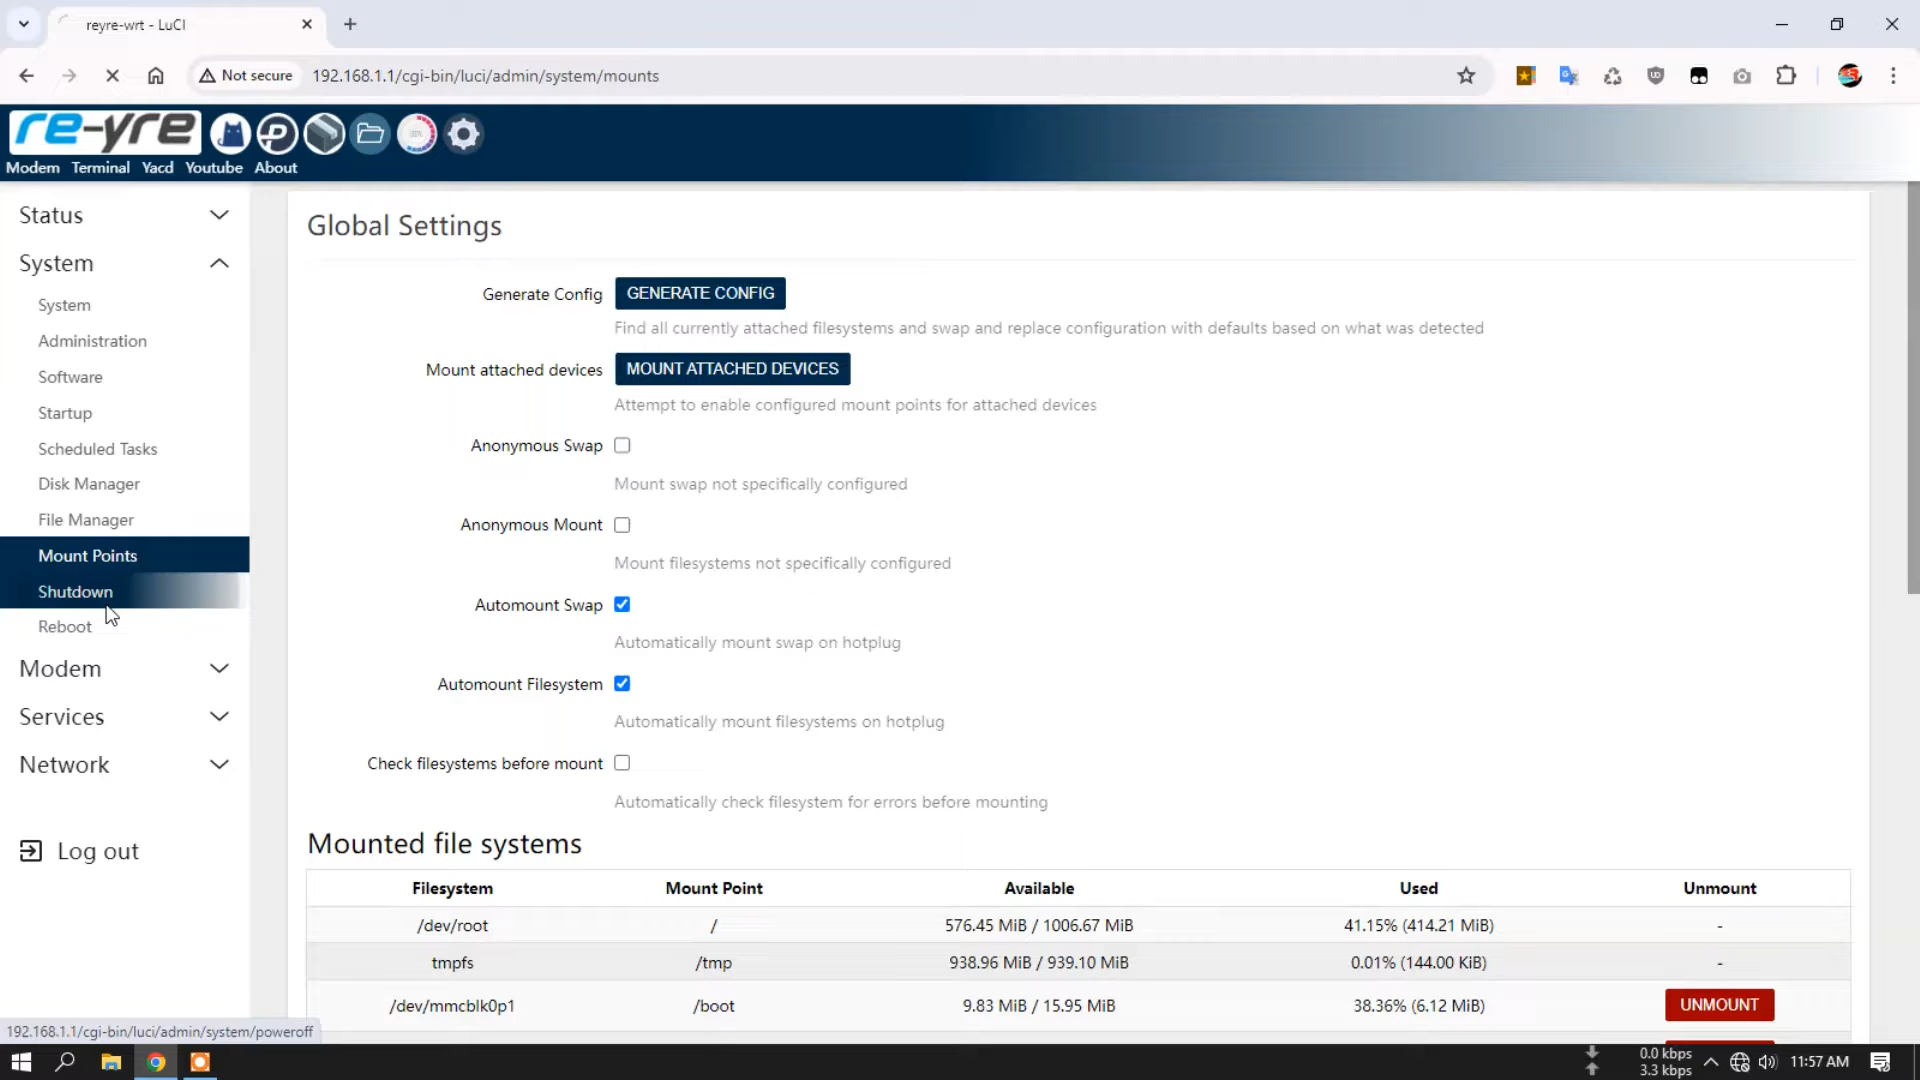 reyre-wrt - LuCI
Not secure 192.168.1.1/cgi-bin/luci/admin/system/mounts
re-yre
Modem Terminal Yacd Youtube About
Status
System
System
Administration
Software
Startup
Scheduled Tasks
Disk Manager
File Manager
Mount Points
Shutdown
Reboot
Modem
Services
Network
Log out
Global Settings
Generate Config GENERATE CONFIG
Find all currently attached filesystems and swap and replace configuration with defaults based on what was detected
Mount attached devices MOUNT ATTACHED DEVICES
Attempt to enable configured mount points for attached devices
Anonymous Swap
Mount swap not specifically configured
Anonymous Mount
Mount filesystems not specifically configured
Automount Swap
Automatically mount swap on hotplug
Automount Filesystem
Automatically mount filesystems on hotplug
Check filesystems before mount
Automatically check filesystem for errors before mounting
Mounted file systems
Filesystem Mount Point Available Used Unmount
/dev/root / 576.45 MiB / 1006.67 MiB 41.15% (414.21 MiB) -
tmpfs /tmp 938.96 MiB / 939.10 MiB 0.01% (144.00 KiB) -
/dev/mmcblk0p1 /boot 9.83 MiB / 15.95 MiB 38.36% (6.12 MiB) UNMOUNT
192.168.1.1/cgi-bin/luci/admin/system/poweroff
0.0 kbps
3.3 kbps
11:57 AM